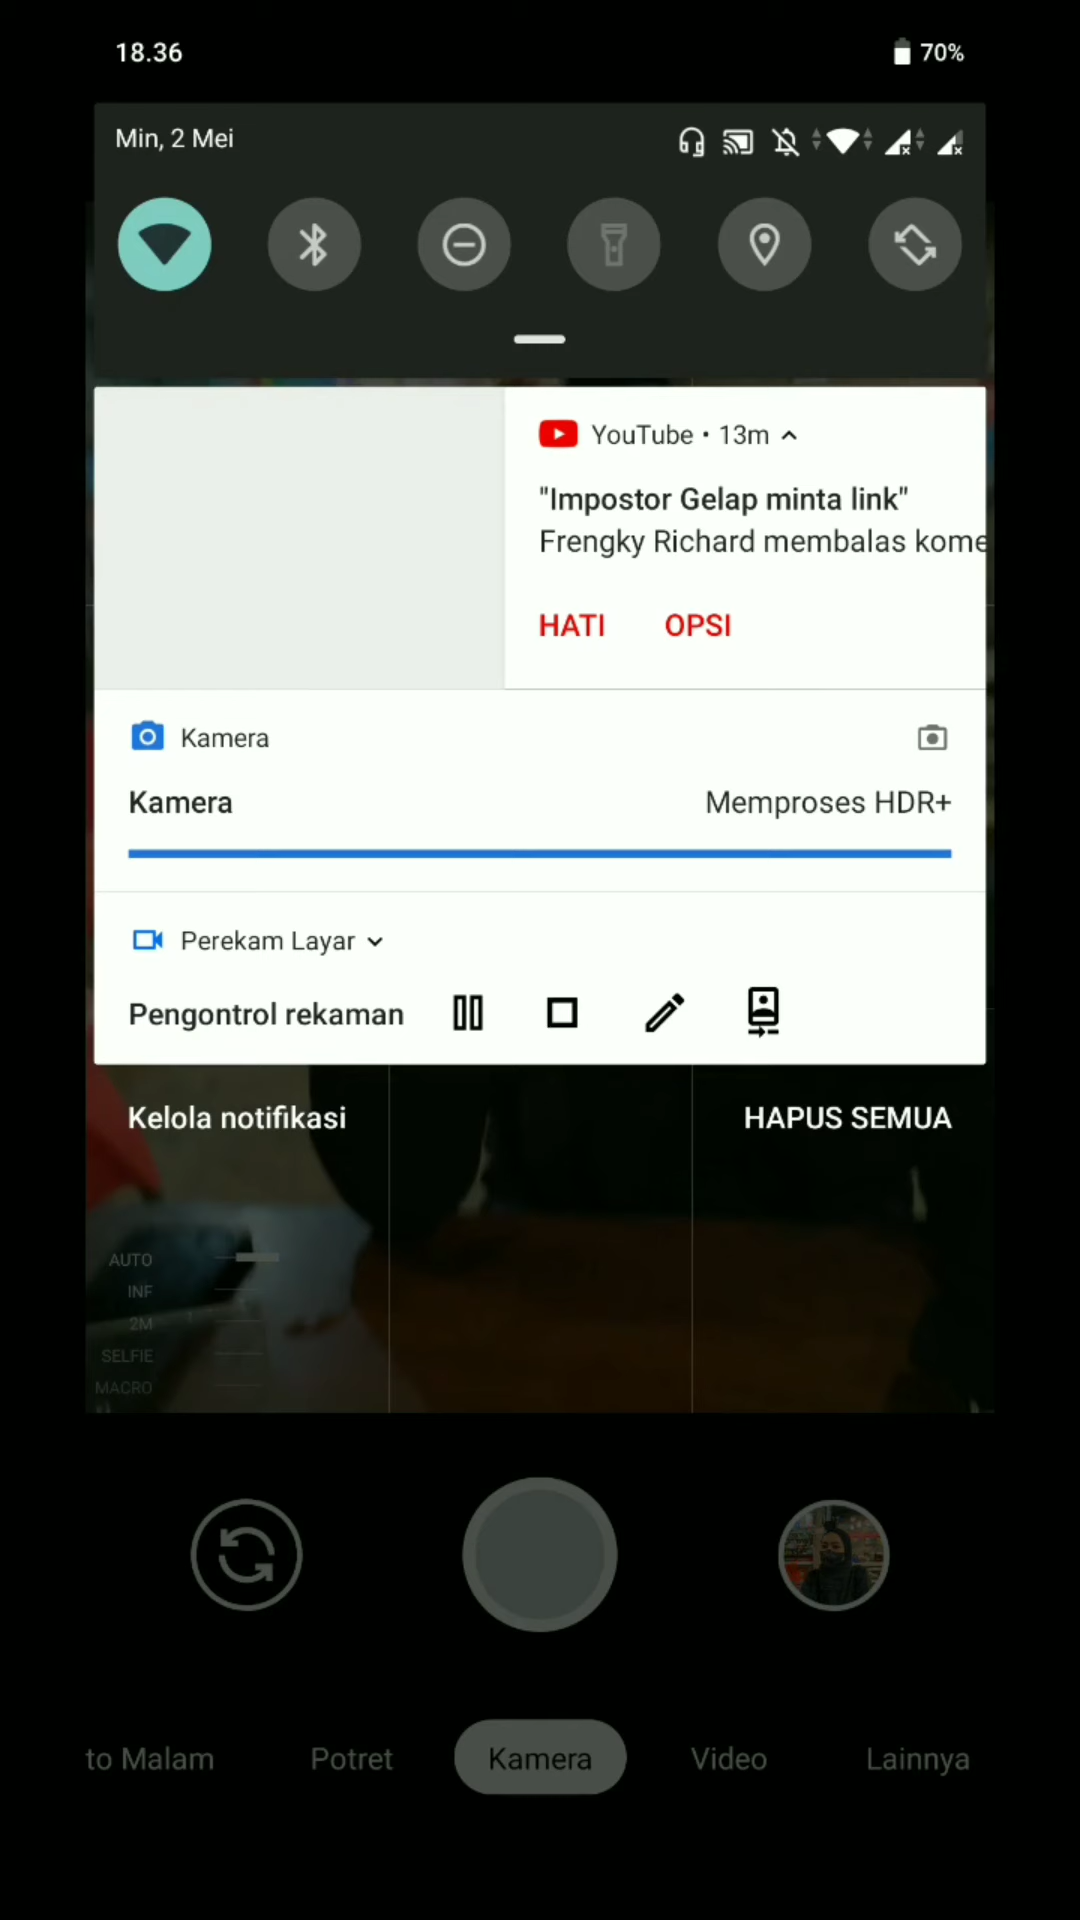 18.36
70%
Min, 2 Mei
YouTube • 13m
"Impostor Gelap minta link"
Frengky Richard membalas kome
HATI OPSI
Kamera
Kamera Memproses HDR+
Perekam Layar
Pengontrol rekaman
Kelola notifikasi HAPUS SEMUA
AUTO
INF
2M
SELFIE
MACRO
to Malam Potret Kamera Video Lainnya